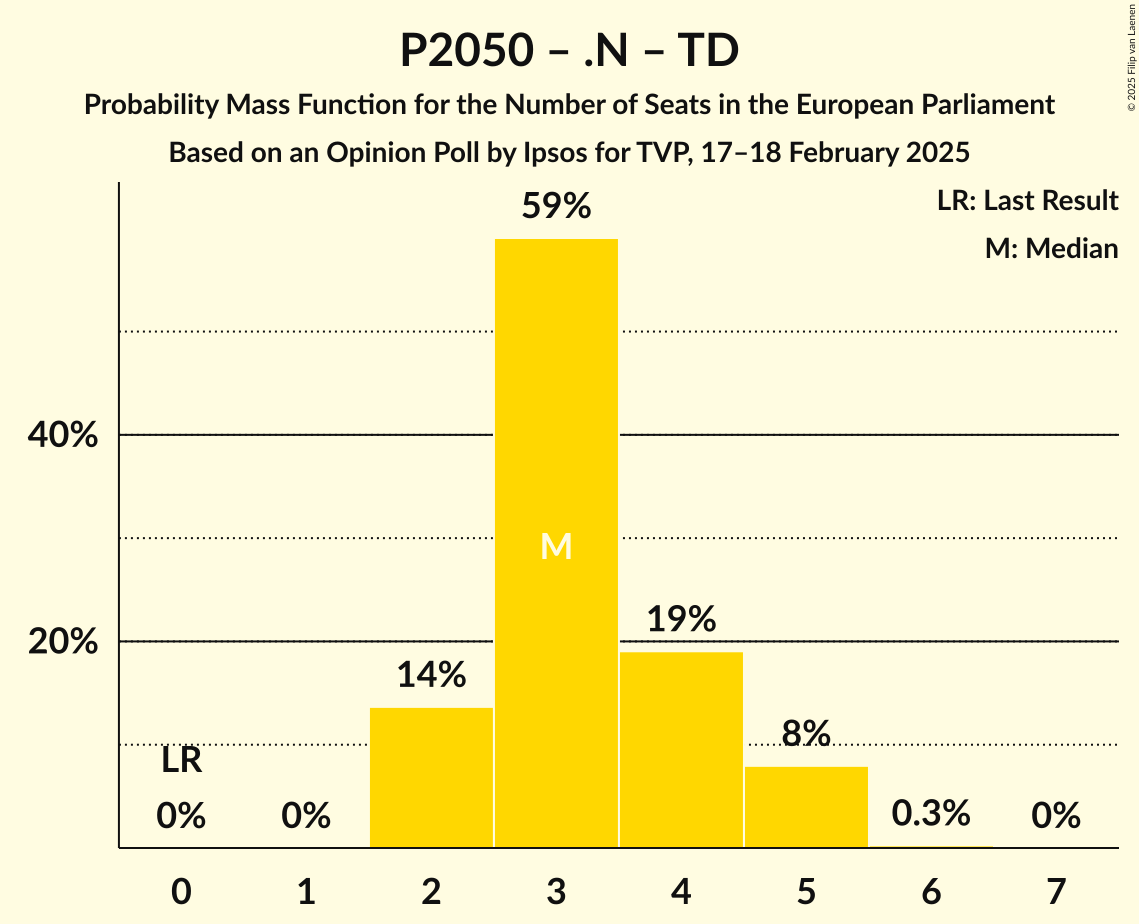 P2050 – .N – TD
Probability Mass Function for the Number of Seats in the European Parliament
Based on an Opinion Poll by Ipsos for TVP, 17–18 February 2025
© 2025 Filip van Laenen
LR: Last Result
M: Median
59%
40%
M
19%
20%
14%
8%
LR
0% 0% 0.3% 0%
0 1 2 3 4 5 6 7